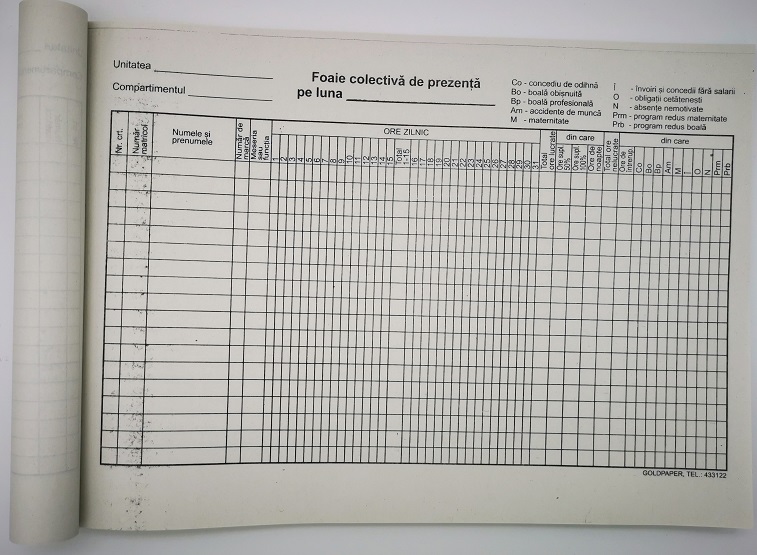 Unitatea
Compartimentul
Foaie colectivă de prezență
pe luna
Co - concediu de odihnă
Bo - boală obișnuită
Bp - boală profesională
Am - accidente de muncă
M - maternitate
Î - învoiri și concedii fără salarii
O - obligații cetățenești
N - absențe nemotivate
Prm - program redus maternitate
Prb - program redus boală
Nr. crt.
Număr matricol
Numele și
prenumele
Număr de
marcă
Meseria
sau
funcția
ORE ZILNIC
1 2 3 4 5 6 7 8 9 10 11 12 13 14 15 Total 1-15 16 17 18 19 20 21 22 23 24 25 26 27 28 29 30 31
Total
ore lucrate
din care
Ore supl.
50%
Ore supl.
100%
Ore de
noapte
Total ore
nelucrate
din care
Ore de
întrerup.
Co Bo Bp Am M Î O N Prm Prb
GOLDPAPER, TEL.: 433122